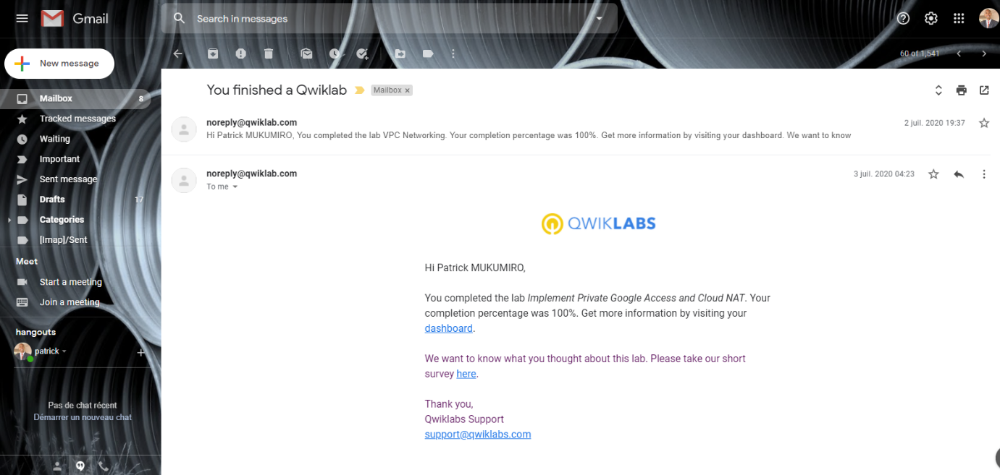 Gmail
Search in messages
60 of 1,541
New message
Mailbox 8
Tracked messages
Waiting
Important
Sent message
Drafts 17
Categories
[Imap]/Sent
Meet
Start a meeting
Join a meeting
hangouts
patrick
Pas de chat récent
Démarrer un nouveau chat
You finished a Qwiklab Mailbox x
noreply@qwiklab.com 2 juil. 2020 19:37
Hi Patrick MUKUMIRO, You completed the lab VPC Networking. Your completion percentage was 100%. Get more information by visiting your dashboard. We want to know
noreply@qwiklab.com 3 juil. 2020 04:23
To me
QWIKLABS
Hi Patrick MUKUMIRO,
You completed the lab Implement Private Google Access and Cloud NAT. Your
completion percentage was 100%. Get more information by visiting your
dashboard.
We want to know what you thought about this lab. Please take our short
survey here.
Thank you,
Qwiklabs Support
support@qwiklabs.com